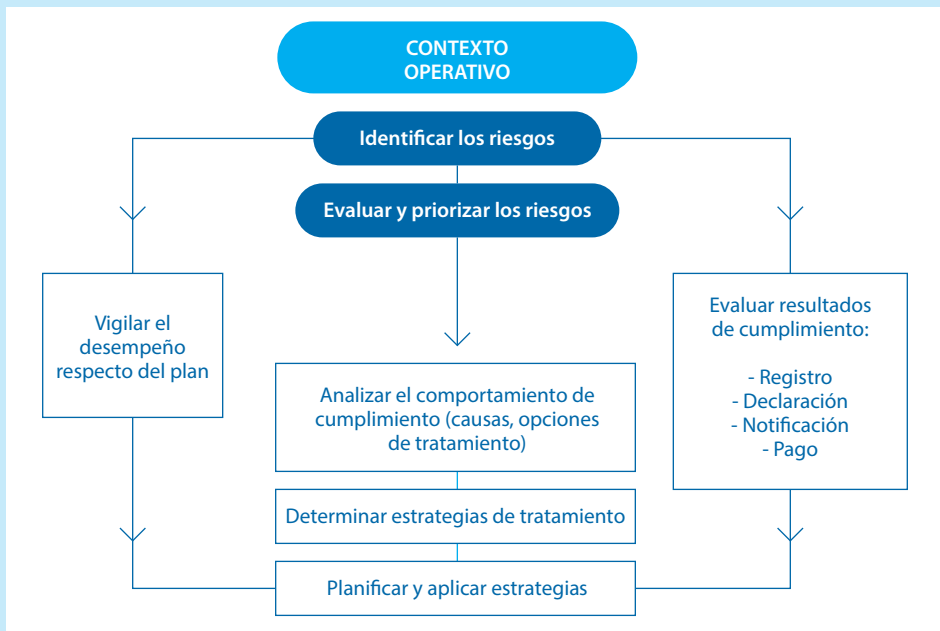 CONTEXTO
OPERATIVO
Identificar los riesgos
Evaluar y priorizar los riesgos
Vigilar el
desempeño
respecto del plan
Analizar el comportamiento de
cumplimiento (causas, opciones
de tratamiento)
Determinar estrategias de tratamiento
Planificar y aplicar estrategias
Evaluar resultados
de cumplimiento:
- Registro
- Declaración
- Notificación
- Pago